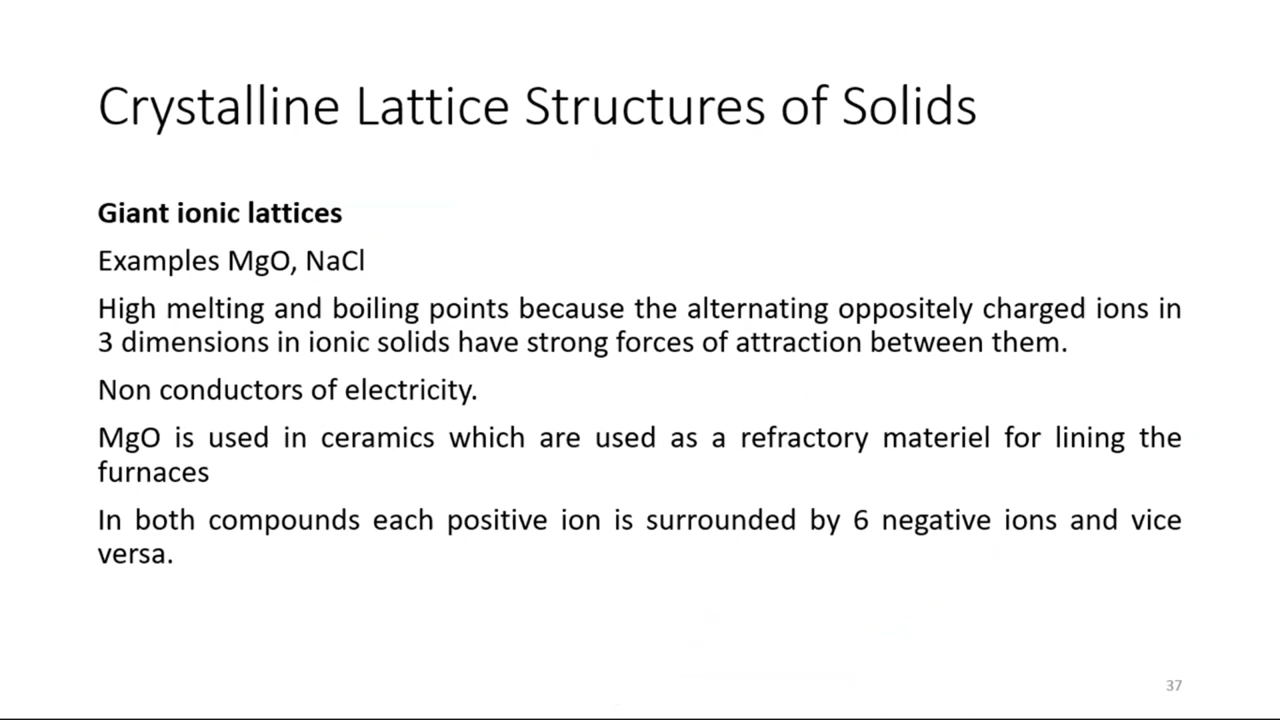 Crystalline Lattice Structures of Solids
Giant ionic lattices
Examples MgO, NaCl
High melting and boiling points because the alternating oppositely charged ions in
3 dimensions in ionic solids have strong forces of attraction between them.
Non conductors of electricity.
MgO is used in ceramics which are used as a refractory materiel for lining the
furnaces
In both compounds each positive ion is surrounded by 6 negative ions and vice
versa.
37